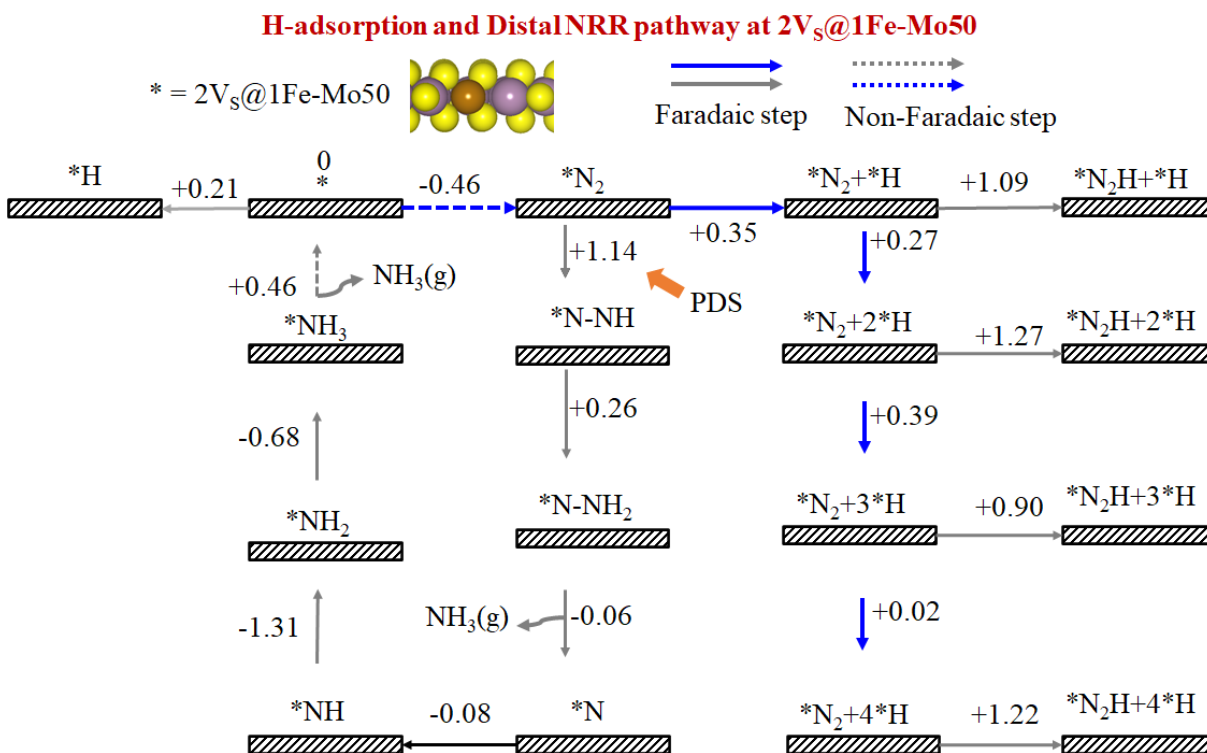 H-adsorption and Distal NRR pathway at 2V_S@1Fe-Mo50
* = 2V_S@1Fe-Mo50
Faradaic step
Non-Faradaic step
*H
+0.21
0
*
-0.46
*N₂
+0.35
*N₂+*H
+1.09
*N₂H+*H
+0.46
NH₃(g)
+1.14
PDS
+0.27
*NH₃
*N-NH
*N₂+2*H
+1.27
*N₂H+2*H
-0.68
+0.26
+0.39
*NH₂
*N-NH₂
*N₂+3*H
+0.90
*N₂H+3*H
-1.31
NH₃(g)
-0.06
+0.02
*NH
-0.08
*N
*N₂+4*H
+1.22
*N₂H+4*H